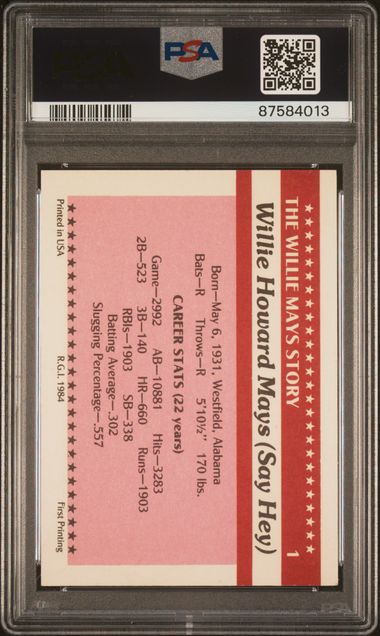 PSA
87584013
THE WILLIE MAYS STORY 1
Willie Howard Mays (Say Hey)
Born—May 6, 1931, Westfield, Alabama
Bats—R Throws—R 5'10½" 170 lbs.
CAREER STATS (22 years)
Game—2992 AB—10881 Hits—3283
2B—523 3B—140 HR—660 Runs—1903
RBIs—1903 SB—338
Batting Average—.302
Slugging Percentage—.557
Printed in USA R.G.I. 1984 First Printing